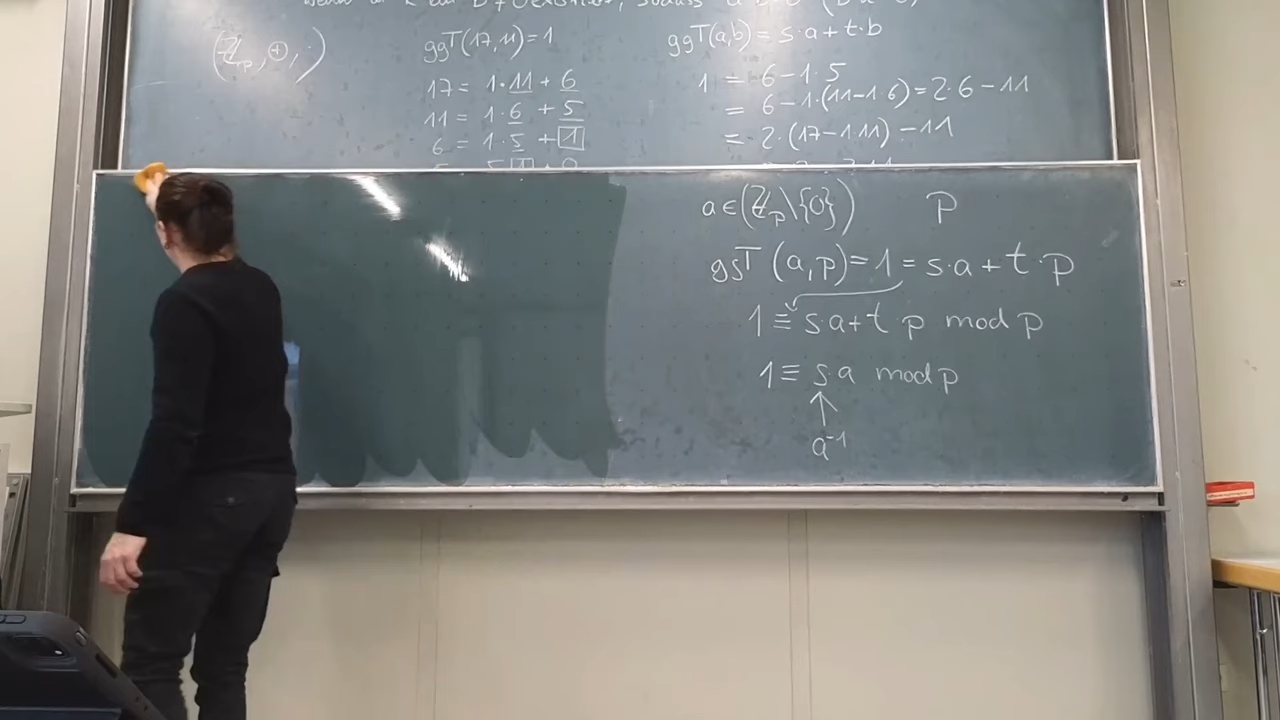 (ℤ_p, ⊕, ·)
ggT(17,11)=1
17 = 1·11 + 6
11 = 1·6 + 5
6 = 1·5 + 1
ggT(a,b) = s·a + t·b
1 = 6-1·5
= 6-1·(11-1 6) = 2·6-11
= 2·(17-1 11) -11
a∈(ℤ_p\{0}) p
ggT (a,p) = 1 = s·a + t·p
1 ≡ s·a+t·p mod p
1 ≡ s·a mod p
a⁻¹